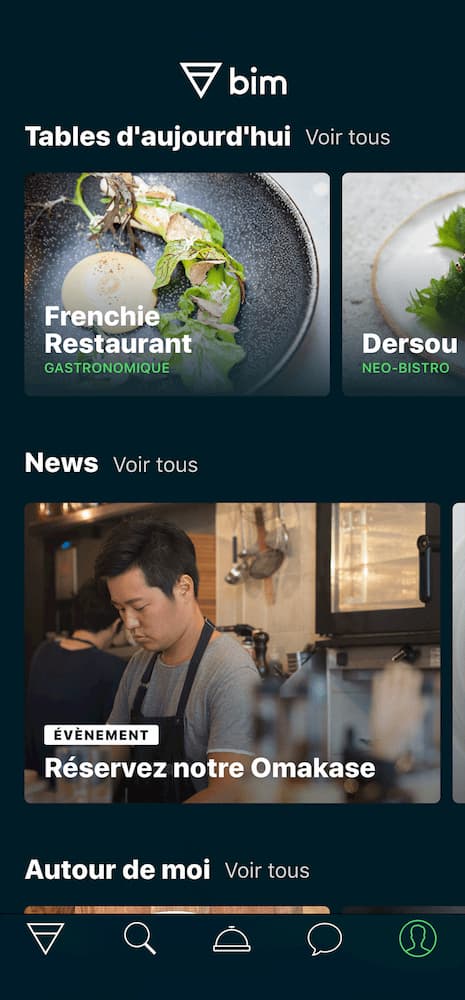 bim
Tables d'aujourd'hui Voir tous
Frenchie
Restaurant
GASTRONOMIQUE
Dersou
NEO-BISTRO
News Voir tous
ÉVÈNEMENT
Réservez notre Omakase
Autour de moi Voir tous